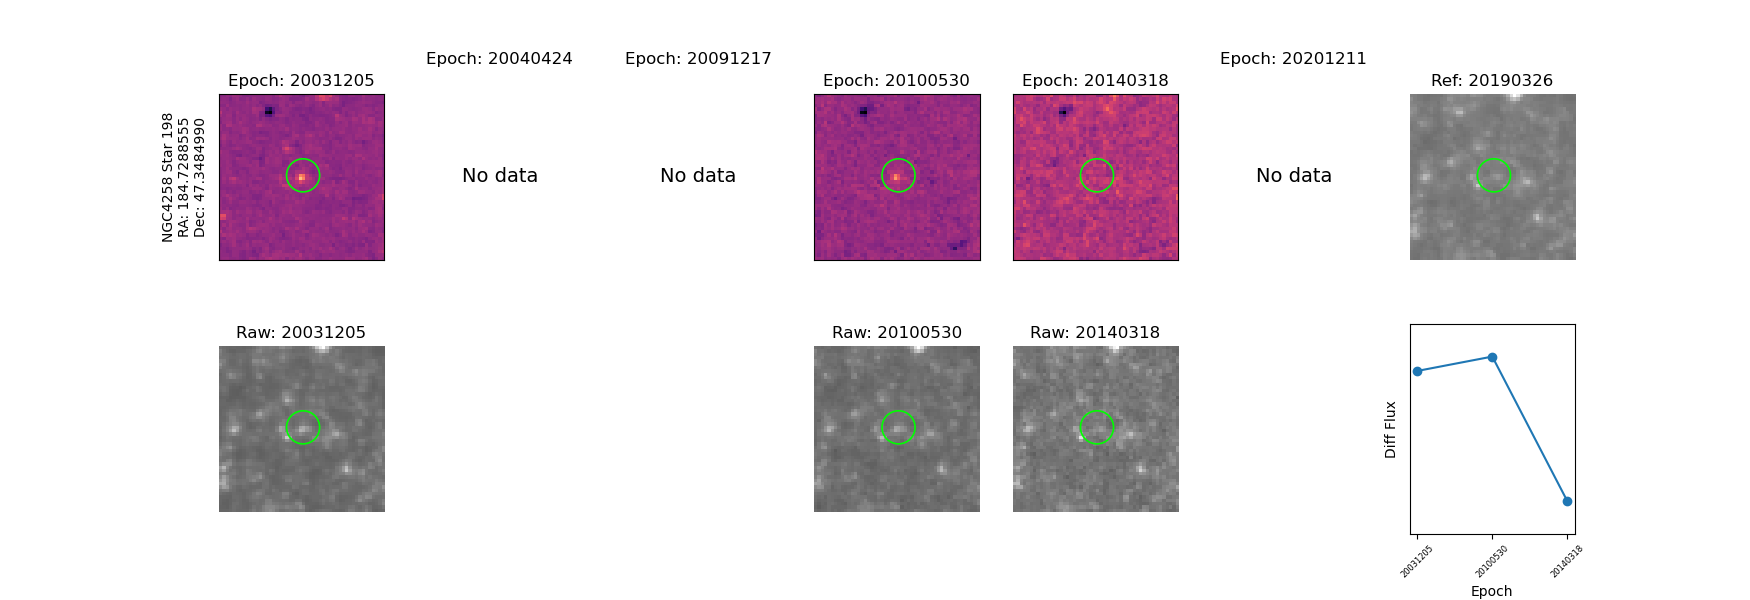 Epoch: 20040424
Epoch: 20091217
Epoch: 20201211
Epoch: 20031205
Epoch: 20100530
Epoch: 20140318
Ref: 20190326
NGC4258 Star 198
RA: 184.7288555
Dec: 47.3484990
No data
No data
No data
Raw: 20031205
Raw: 20100530
Raw: 20140318
Diff Flux
20031205
20100530
20140318
Epoch